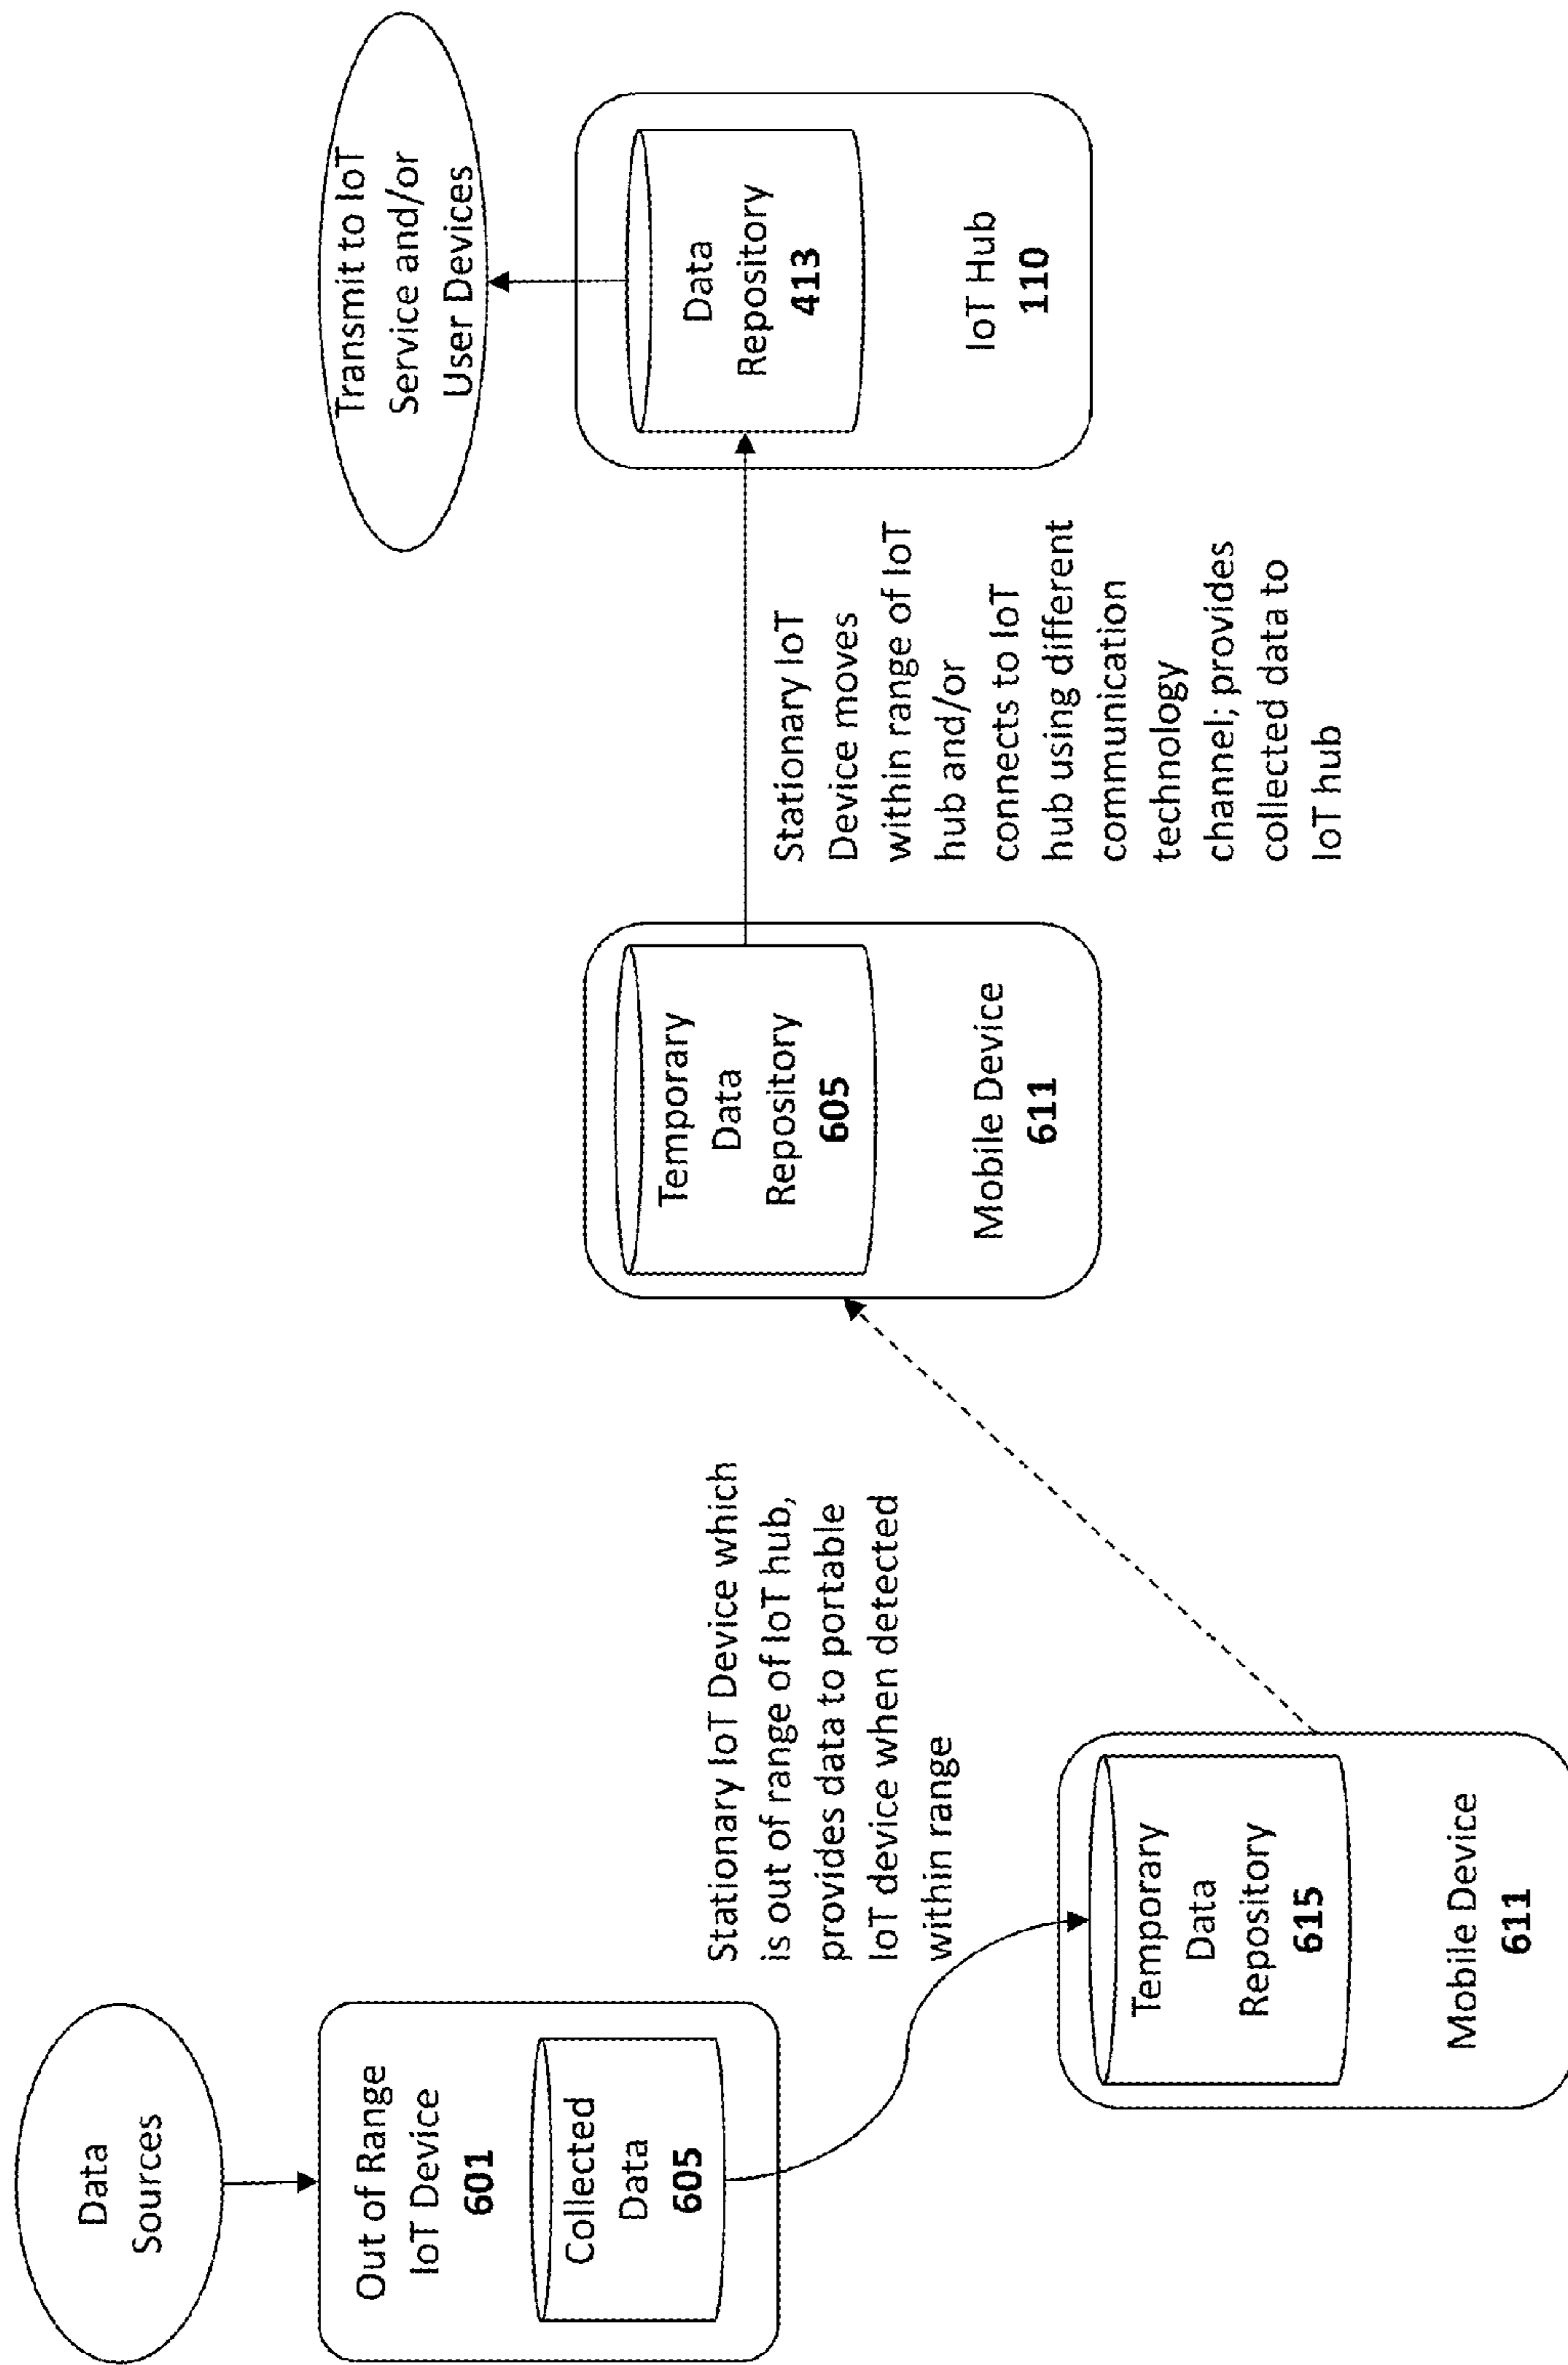 Data
Sources
Out of Range
IoT Device
601
Collected
Data
605
Stationary IoT Device which
is out of range of IoT hub,
provides data to portable
IoT device when detected
within range
Temporary
Data
Repository
615
Mobile Device
611
Temporary
Data
Repository
605
Mobile Device
611
Stationary IoT
Device moves
within range of IoT
hub and/or
connects to IoT
hub using different
communication
technology
channel; provides
collected data to
IoT hub
Transmit to IoT
Service and/or
User Devices
Data
Repository
413
IoT Hub
110